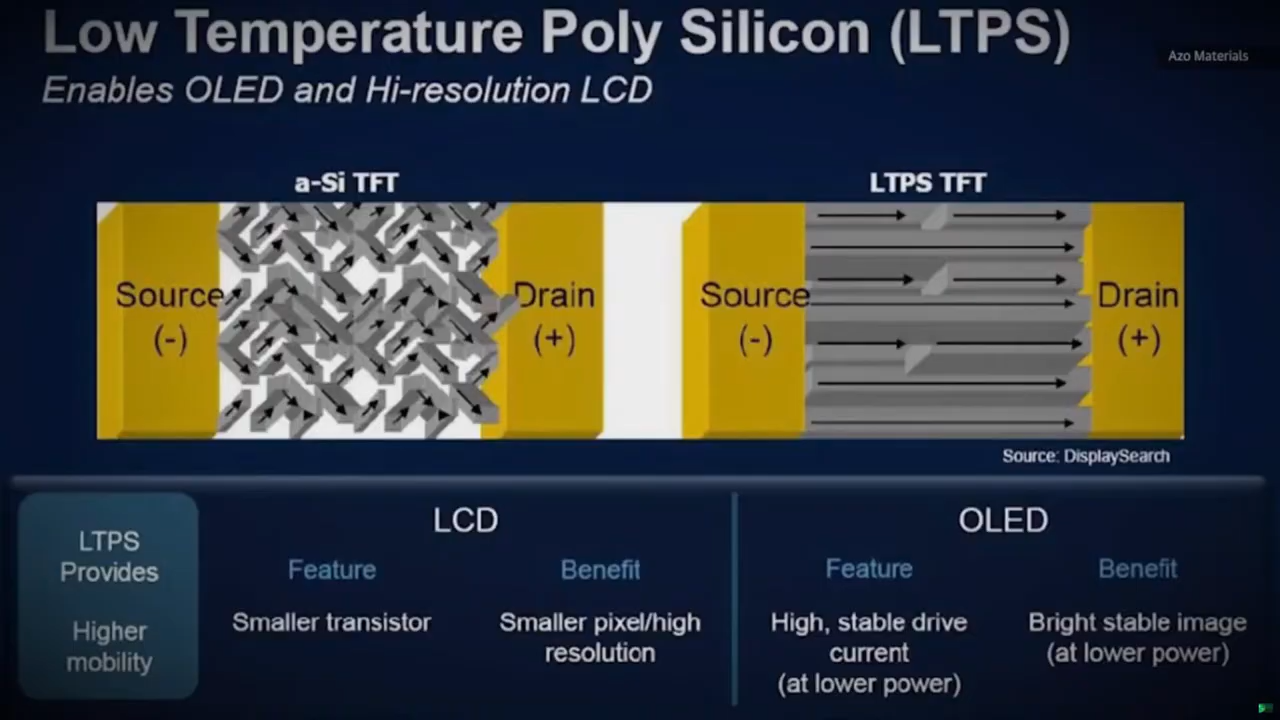 Low Temperature Poly Silicon (LTPS)
Azo Materials
Enables OLED and Hi-resolution LCD
a-Si TFT
LTPS TFT
Source
(-)
Drain
(+)
Source
(-)
Drain
(+)
Source: DisplaySearch
LTPS
Provides
Higher
mobility
LCD
Feature
Benefit
Smaller transistor
Smaller pixel/high
resolution
OLED
Feature
Benefit
High, stable drive
current
(at lower power)
Bright stable image
(at lower power)